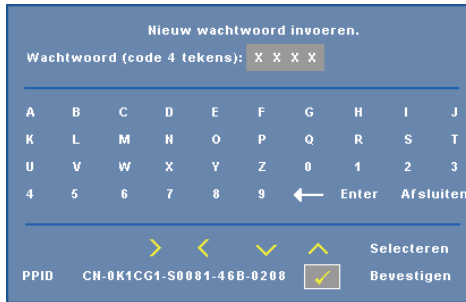 Nieuw wachtwoord invoeren.
Wachtwoord (code 4 tekens): X X X X
A B C D E F G H I J
K L M N O P Q R S T
U V W X Y Z 0 1 2 3
4 5 6 7 8 9 ← Enter Afsluiten
> < ∨ ∧ Selecteren
PPID CN-0K1CG1-S0081-46B-0208 ✓ Bevestigen